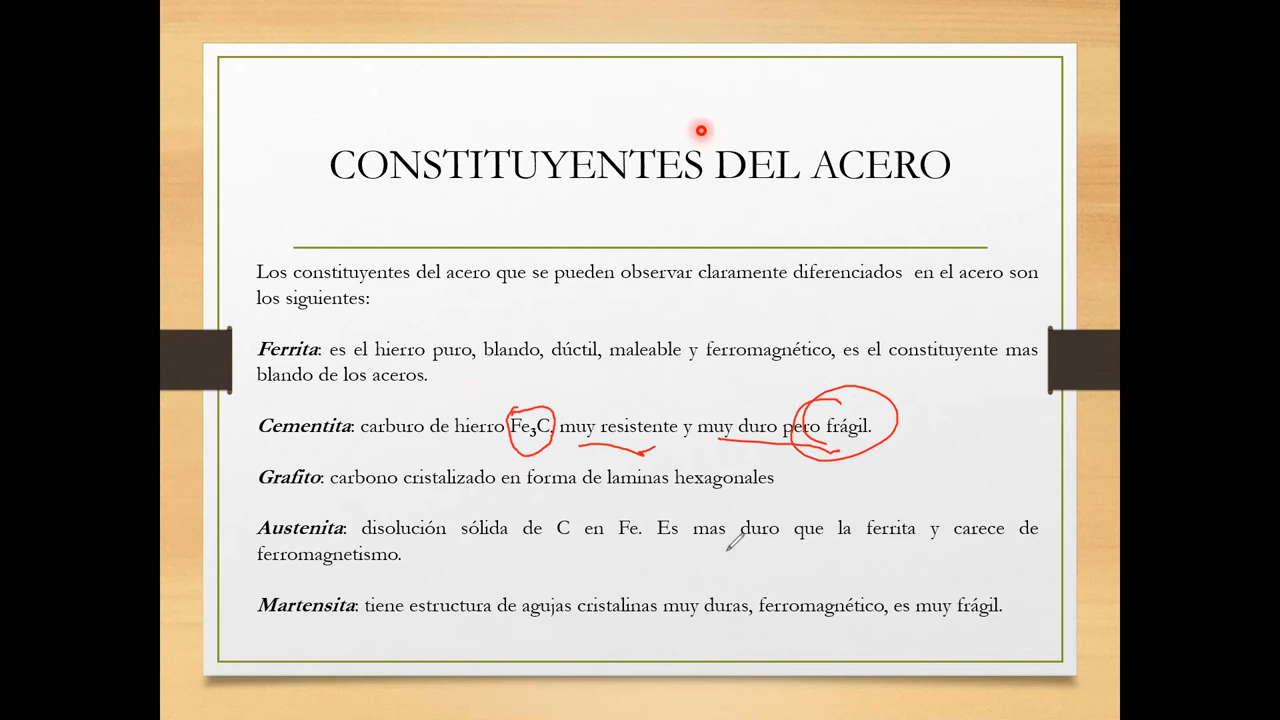 CONSTITUYENTES DEL ACERO
Los constituyentes del acero que se pueden observar claramente diferenciados en el acero son
los siguientes:
Ferrita: es el hierro puro, blando, dúctil, maleable y ferromagnético, es el constituyente mas
blando de los aceros.
Cementita: carburo de hierro Fe₃C, muy resistente y muy duro pero frágil.
Grafito: carbono cristalizado en forma de laminas hexagonales
Austenita: disolución sólida de C en Fe. Es mas duro que la ferrita y carece de
ferromagnetismo.
Martensita: tiene estructura de agujas cristalinas muy duras, ferromagnético, es muy frágil.